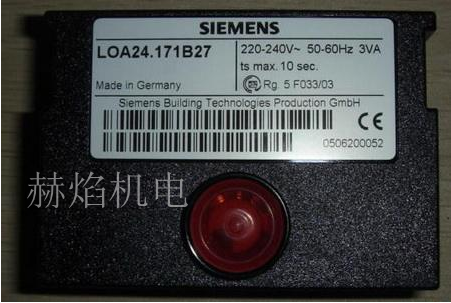 SIEMENS
LOA24.171B27
220-240V~ 50-60Hz 3VA
ts max. 10 sec.
Made in Germany
Rg. 5 F033/03
Siemens Building Technologies Production GmbH
CE
0506200052
赫焰机电